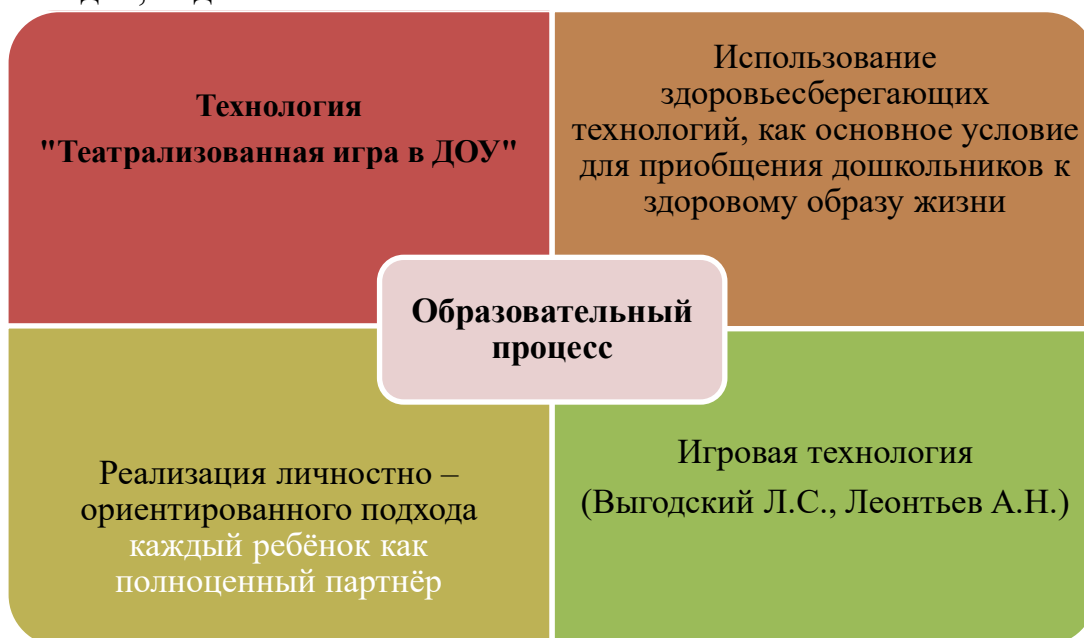 Технология
"Театрализованная игра в ДОУ"
Использование
здоровьесберегающих
технологий, как основное условие
для приобщения дошкольников к
здоровому образу жизни
Образовательный
процесс
Реализация личностно –
ориентированного подхода
каждый ребёнок как
полноценный партнёр
Игровая технология
(Выгодский Л.С., Леонтьев А.Н.)